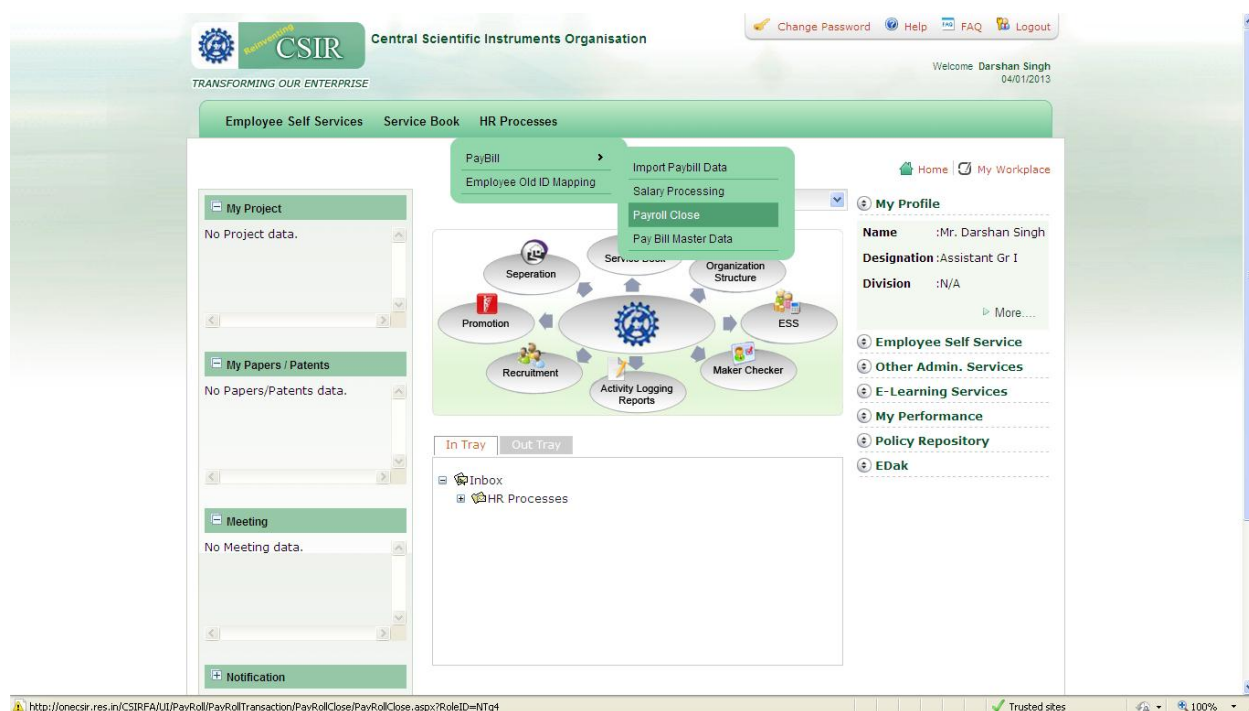 Change Password Help FAQ Logout
Reinventing
CSIR
Central Scientific Instruments Organisation
TRANSFORMING OUR ENTERPRISE
Welcome Darshan Singh
04/01/2013
Employee Self Services Service Book HR Processes
PayBill
Employee Old ID Mapping
Import Paybill Data
Salary Processing
Payroll Close
Pay Bill Master Data
Home My Workplace
My Project
No Project data.
My Papers / Patents
No Papers/Patents data.
Meeting
No Meeting data.
Notification
Seperation
Organization
Structure
Promotion
ESS
Recruitment
Maker Checker
Activity Logging
Reports
In Tray Out Tray
Inbox
HR Processes
My Profile
Name :Mr. Darshan Singh
Designation :Assistant Gr I
Division :N/A
More....
Employee Self Service
Other Admin. Services
E-Learning Services
My Performance
Policy Repository
EDak
http://onecsir.res.in/CSIRFA/UI/PayRoll/PayRollTransaction/PayRollClose/PayRollClose.aspx?RoleID=NTg4
Trusted sites
100%